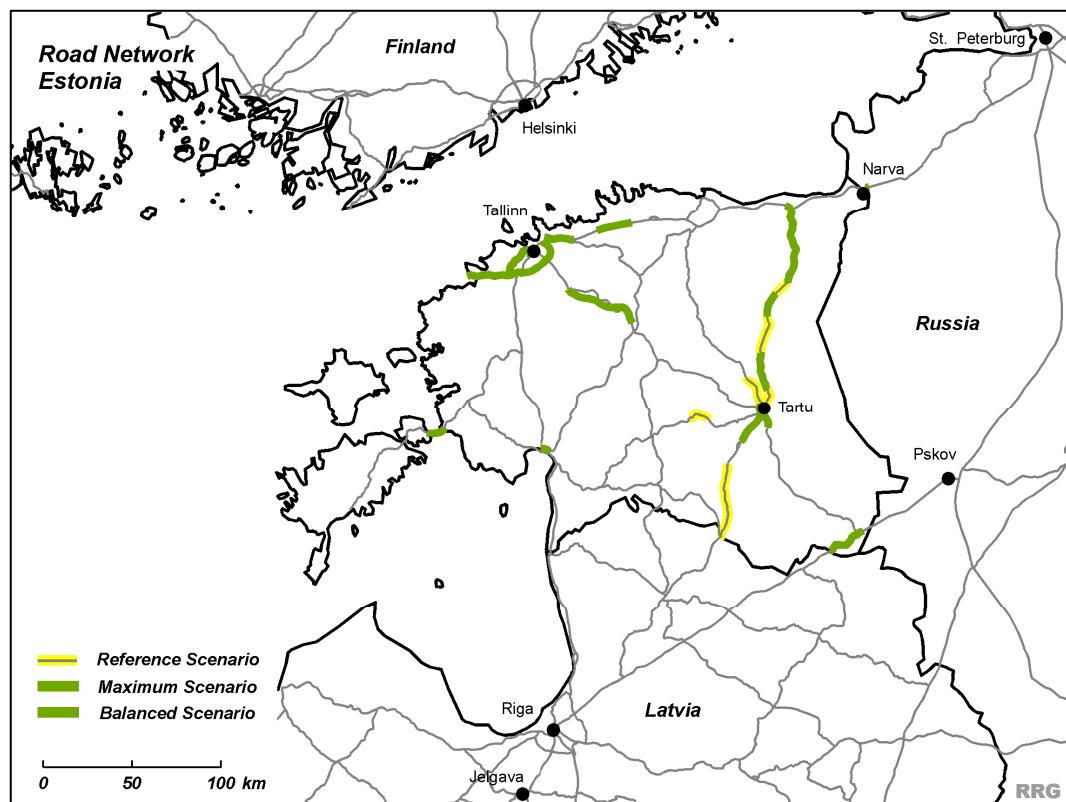 Road Network
Estonia
Finland
St. Peterburg
Helsinki
Narva
Tallinn
Russia
Tartu
Pskov
Reference Scenario
Maximum Scenario
Balanced Scenario
Riga
Latvia
0 50 100 km
Jelgava
RRG